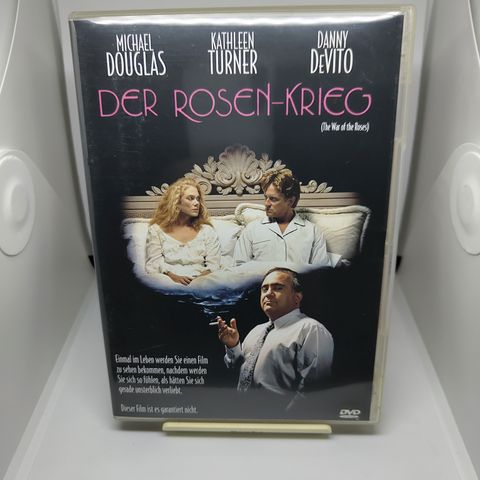 MICHAEL DOUGLAS
KATHLEEN TURNER
DANNY DeVITO
DER ROSEN-KRIEG
(The War of the Roses)
Einmal im Leben werden Sie einen Film
zu sehen bekommen, nachdem werden
Sie sich so fühlen, als hätten Sie sich
gerade unsterblich verliebt.
Dieser Film ist es garantiert nicht.
DVD